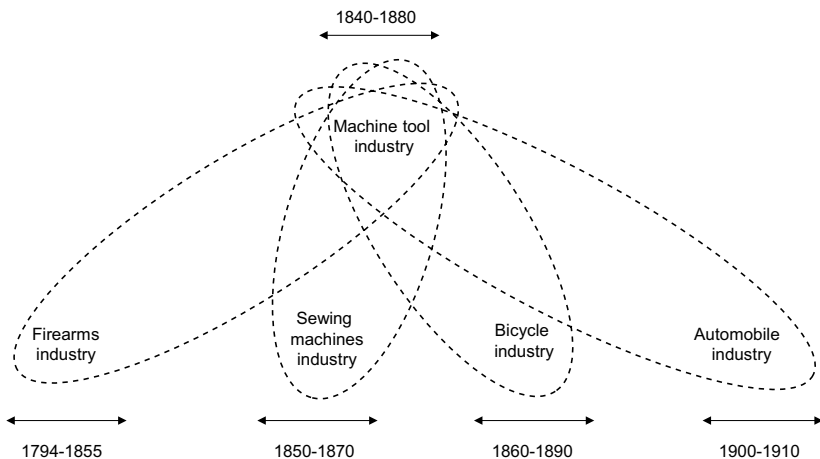 1840-1880
Machine tool
industry
Firearms
industry
Sewing
machines
industry
Bicycle
industry
Automobile
industry
1794-1855
1850-1870
1860-1890
1900-1910